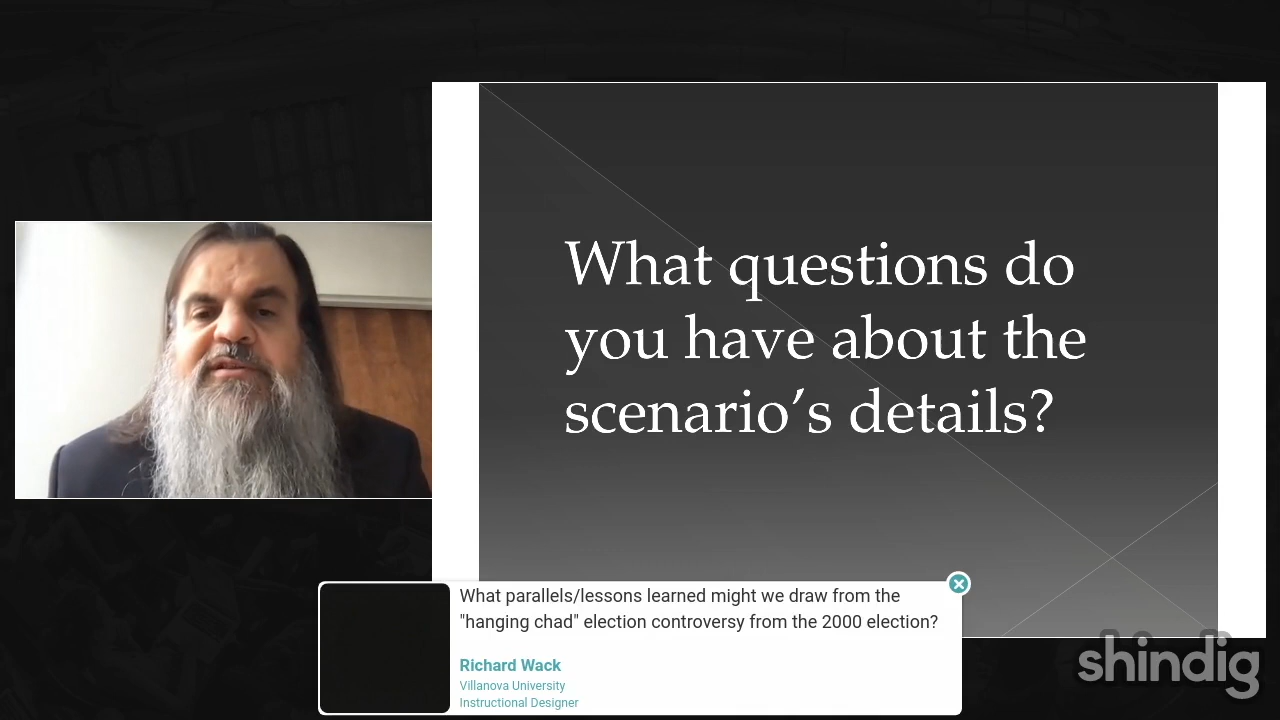 What questions do
you have about the
scenario’s details?
What parallels/lessons learned might we draw from the
"hanging chad" election controversy from the 2000 election?
Richard Wack
Villanova University
Instructional Designer
shindig